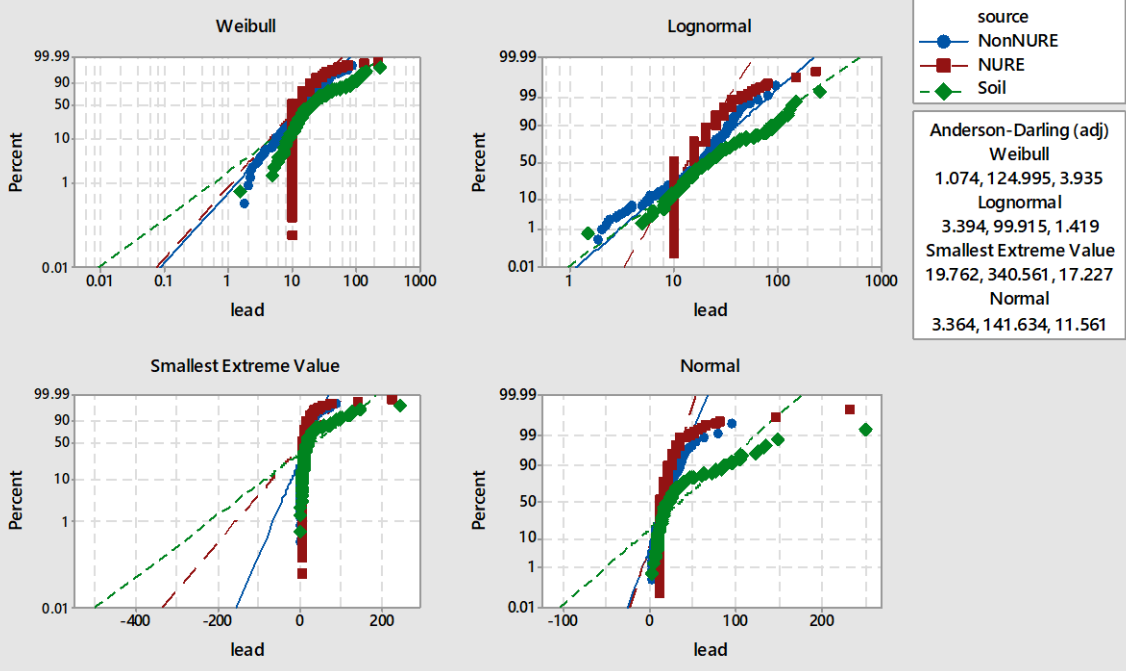 Weibull
99.99
90
50
10
1
0.01
Percent
0.01
0.1
1
10
100
1000
lead
Lognormal
99.99
99
90
50
10
1
0.01
Percent
1
10
100
1000
lead
source
NonNURE
NURE
Soil
Anderson-Darling (adj)
Weibull
1.074, 124.995, 3.935
Lognormal
3.394, 99.915, 1.419
Smallest Extreme Value
19.762, 340.561, 17.227
Normal
3.364, 141.634, 11.561
Smallest Extreme Value
99.99
90
50
10
1
0.01
Percent
-400
-200
0
200
lead
Normal
99.99
99
90
50
10
1
0.01
Percent
-100
0
100
200
lead